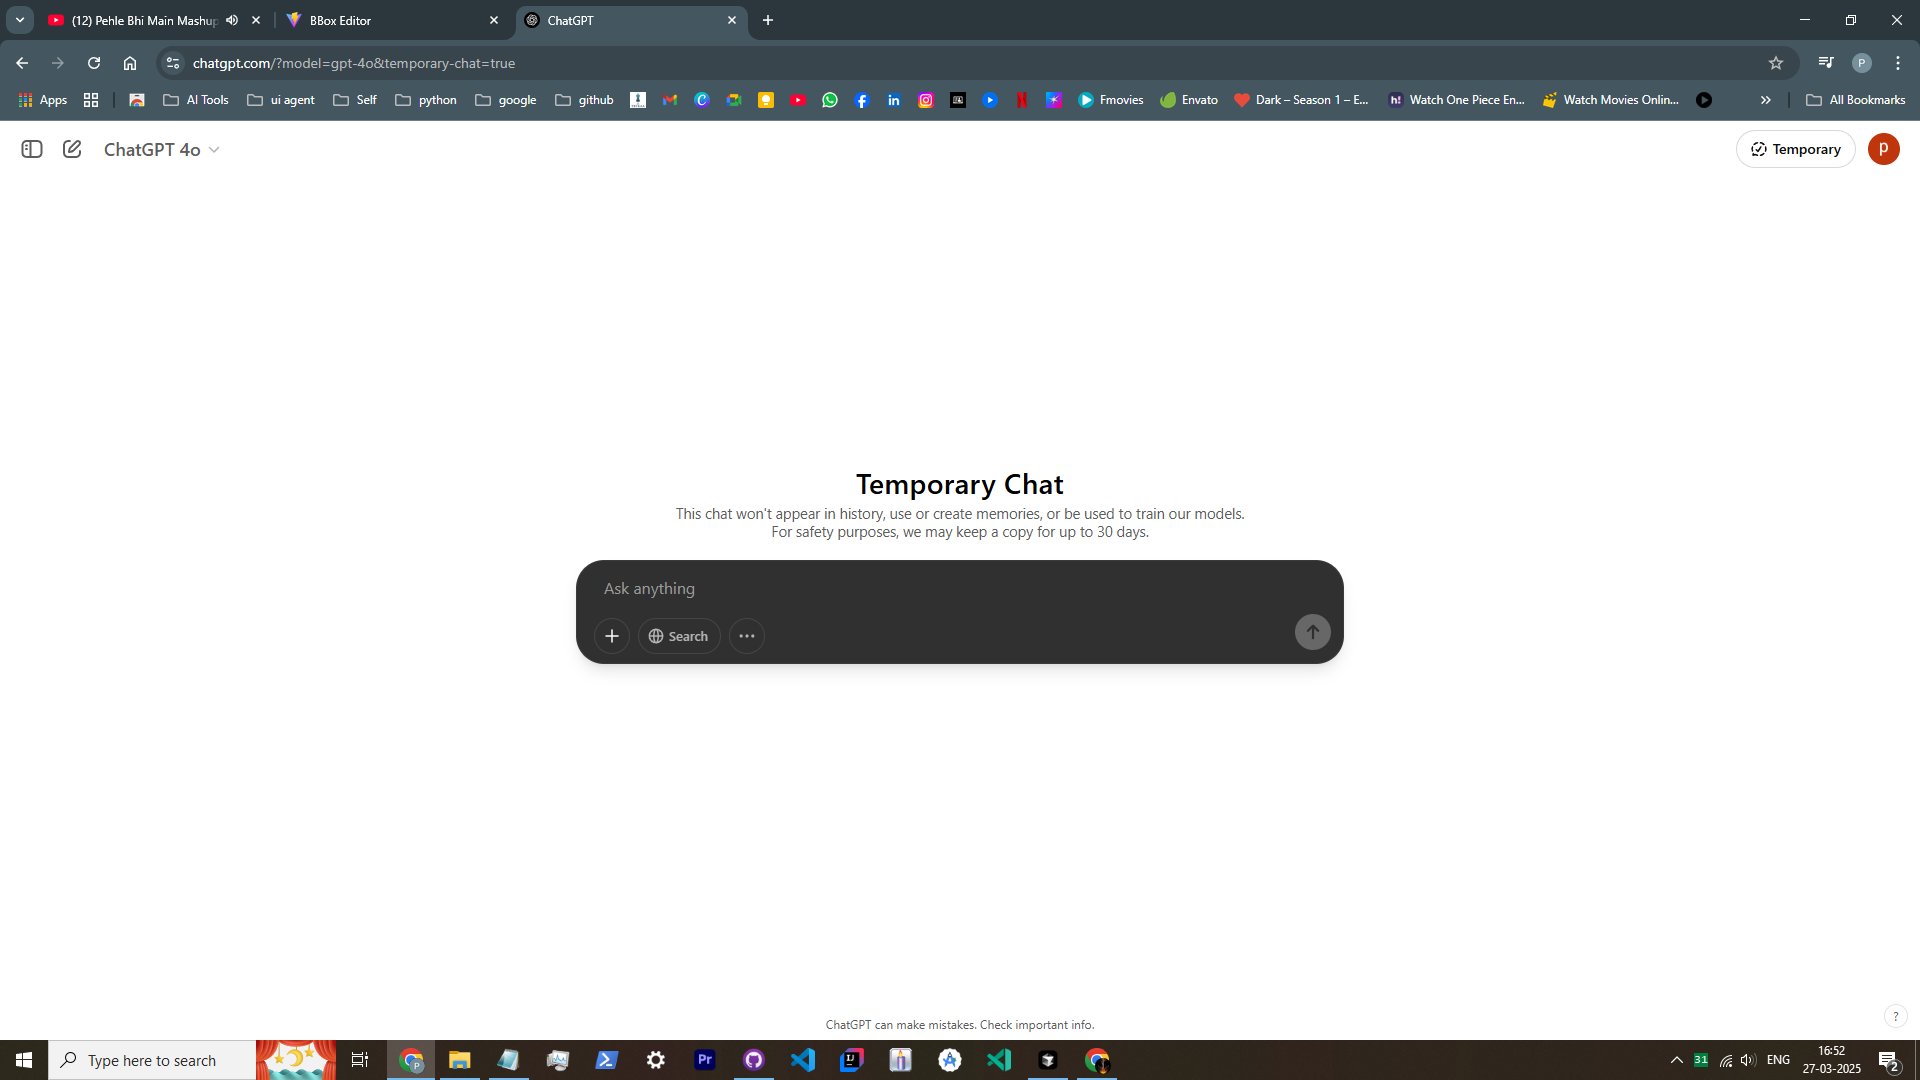 (12) Pehle Bhi Main Mashup
BBox Editor
ChatGPT
chatgpt.com/?model=gpt-4o&temporary-chat=true
P
Apps
AI Tools
ui agent
Self
python
google
github
Fmovies
Envato
Dark – Season 1 – E...
Watch One Piece En...
Watch Movies Onlin...
All Bookmarks
ChatGPT 4o
Temporary
p
Temporary Chat
This chat won't appear in history, use or create memories, or be used to train our models.
For safety purposes, we may keep a copy for up to 30 days.
Ask anything
Search
ChatGPT can make mistakes. Check important info.
?
Type here to search
P
Pr
IJ
31
ENG
16:52
27-03-2025
2